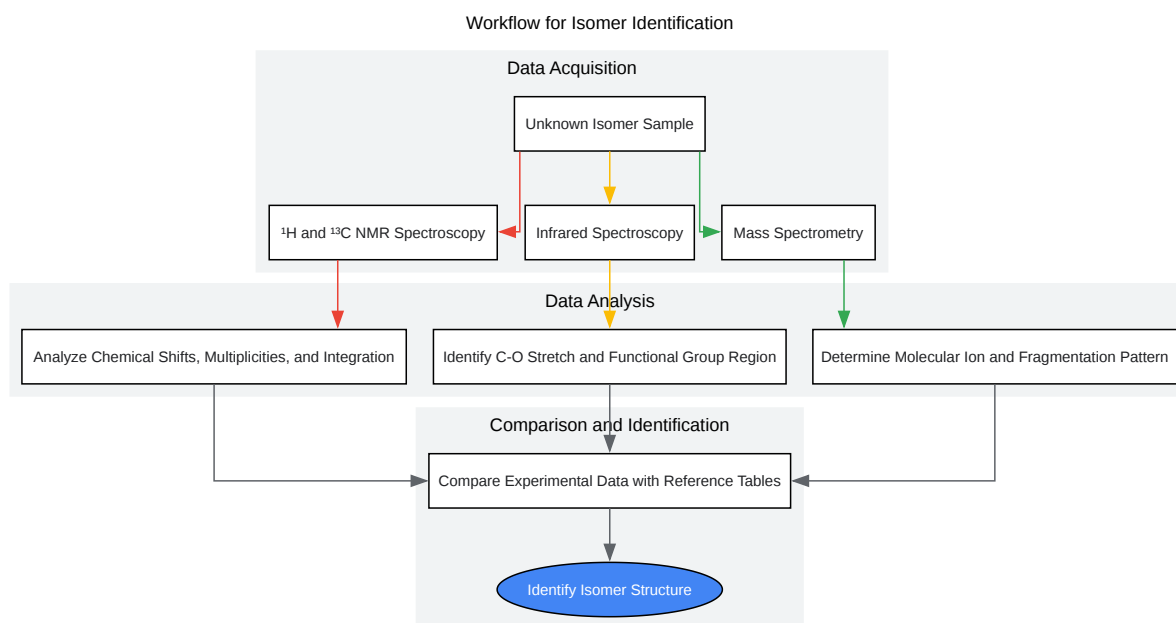 Workflow for Isomer Identification
Data Acquisition
Unknown Isomer Sample
¹H and ¹³C NMR Spectroscopy
Infrared Spectroscopy
Mass Spectrometry
Data Analysis
Analyze Chemical Shifts, Multiplicities, and Integration
Identify C-O Stretch and Functional Group Region
Determine Molecular Ion and Fragmentation Pattern
Comparison and Identification
Compare Experimental Data with Reference Tables
Identify Isomer Structure